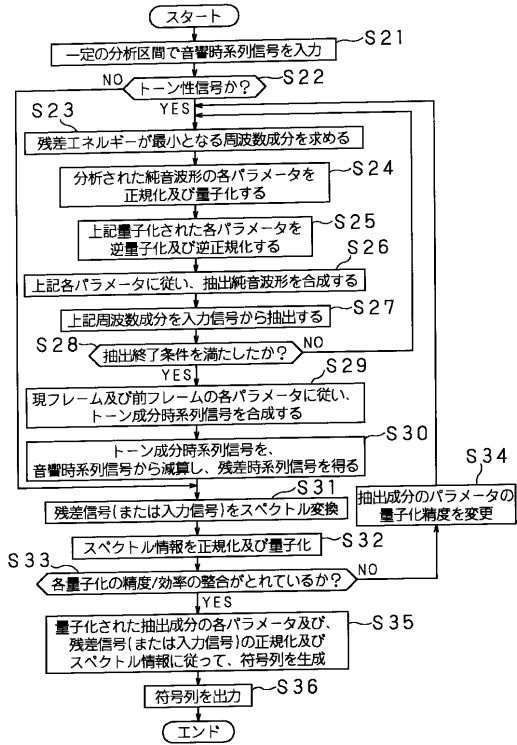 スタート
一定の分析区間で音響時系列信号を入力
S21
トーン性信号か?
S22
NO
YES
S23
残差エネルギーが最小となる周波数成分を求める
分析された純音波形の各パラメータを
正規化及び量子化する
S24
上記量子化された各パラメータを
逆量子化及び逆正規化する
S25
S26
上記各パラメータに従い、抽出純音波形を合成する
S27
上記周波数成分を入力信号から抽出する
S28
抽出終了条件を満たしたか?
NO
YES
S29
現フレーム及び前フレームの各パラメータに従い、
トーン成分時系列信号を合成する
S30
トーン成分時系列信号を、
音響時系列信号から減算し、残差時系列信号を得る
S34
抽出成分のパラメータの
量子化精度を変更
S31
残差信号(または入力信号)をスペクトル変換
スペクトル情報を正規化及び量子化
S32
S33
各量子化の精度/効率の整合がとれているか?
NO
YES
量子化された抽出成分の各パラメータ及び、
残差信号(または入力信号)の正規化及び
スペクトル情報に従って、符号列を生成
S35
符号列を出力
S36
エンド